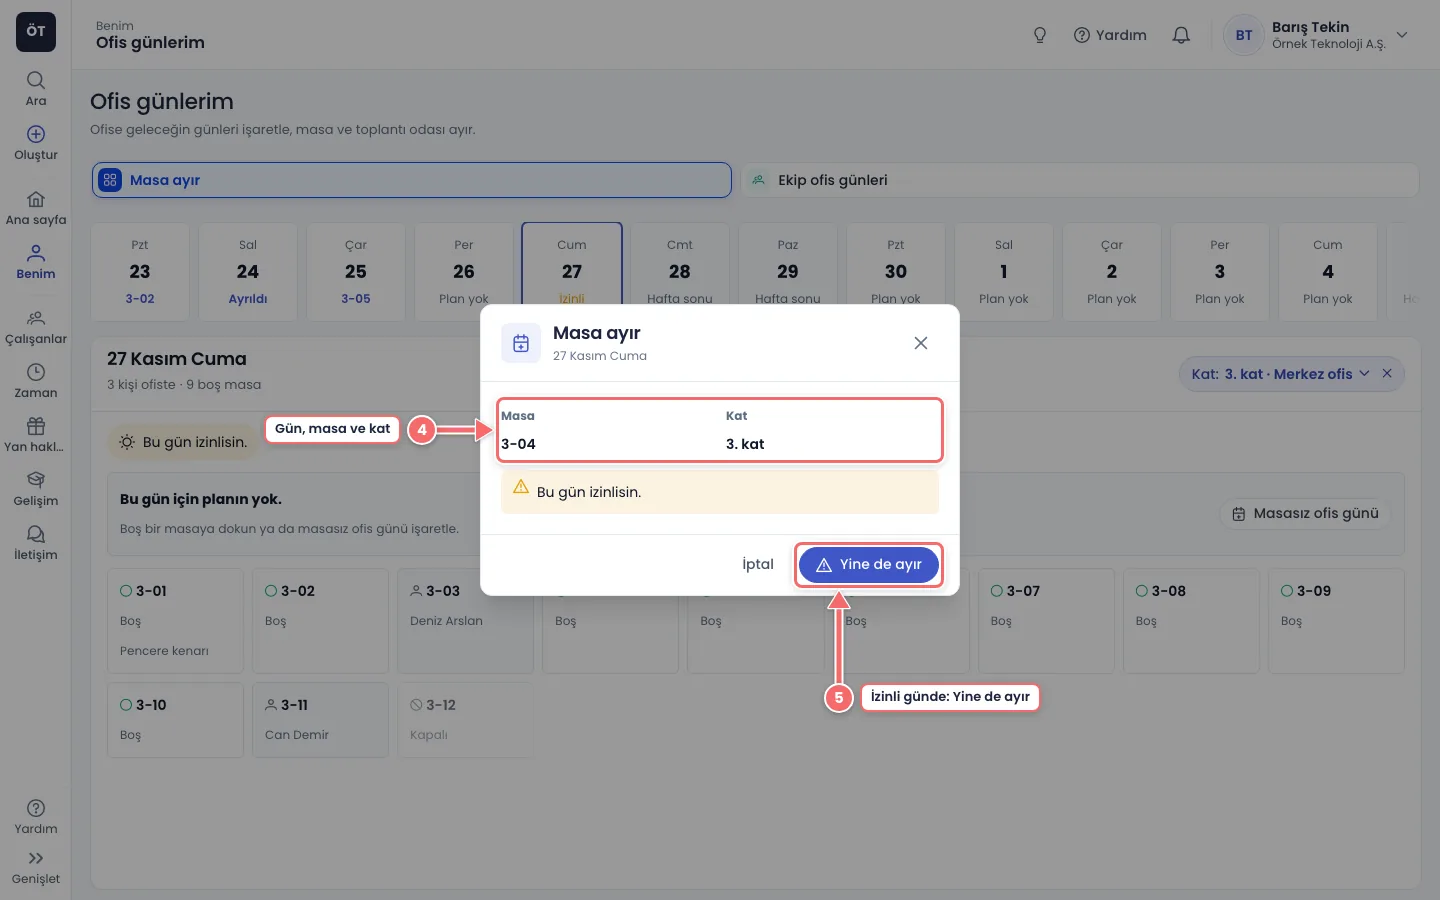 ÖT
Benim
Ofis günlerim
Yardım
BT
Barış Tekin
Örnek Teknoloji A.Ş.
Ara
Oluştur
Ana sayfa
Benim
Çalışanlar
Zaman
Yan hakl...
Gelişim
İletişim
Yardım
Genişlet
Ofis günlerim
Ofise geleceğin günleri işaretle, masa ve toplantı odası ayır.
Masa ayır
Ekip ofis günleri
Pzt
23
3-02
Sal
24
Ayrıldı
Çar
25
3-05
Per
26
Plan yok
Cum
27
İzinli
Cmt
28
Hafta sonu
Paz
29
Hafta sonu
Pzt
30
Plan yok
Sal
1
Plan yok
Çar
2
Plan yok
Per
3
Plan yok
Cum
4
Plan yok
27 Kasım Cuma
3 kişi ofiste · 9 boş masa
Kat: 3. kat · Merkez ofis
Bu gün izinlisin.
Bu gün için planın yok.
Boş bir masaya dokun ya da masasız ofis günü işaretle.
Masasız ofis günü
Masa ayır
27 Kasım Cuma
Masa
3-04
Kat
3. kat
Bu gün izinlisin.
İptal
Yine de ayır
Gün, masa ve kat
4
5
İzinli günde: Yine de ayır
3-01
Boş
Pencere kenarı
3-02
Boş
3-03
Deniz Arslan
Boş
Boş
Boş
3-07
Boş
3-08
Boş
3-09
Boş
3-10
Boş
3-11
Can Demir
3-12
Kapalı